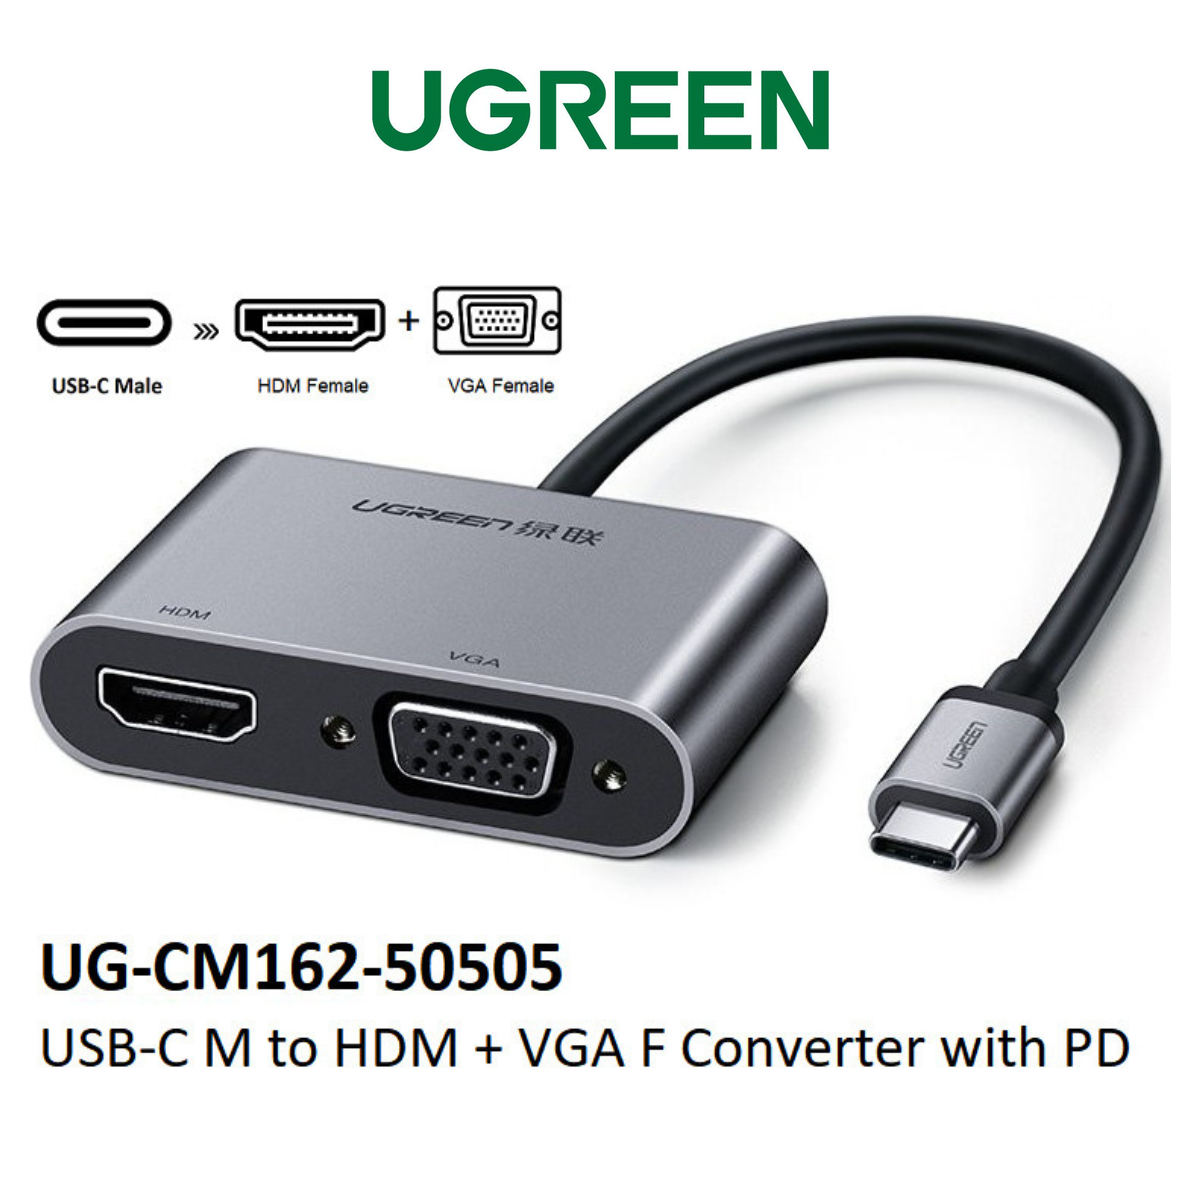 UGREEN
USB-C Male
HDM Female
+
VGA Female
UGREEN 绿联
HDM
VGA
UGREEN
UG-CM162-50505
USB-C M to HDM + VGA F Converter with PD